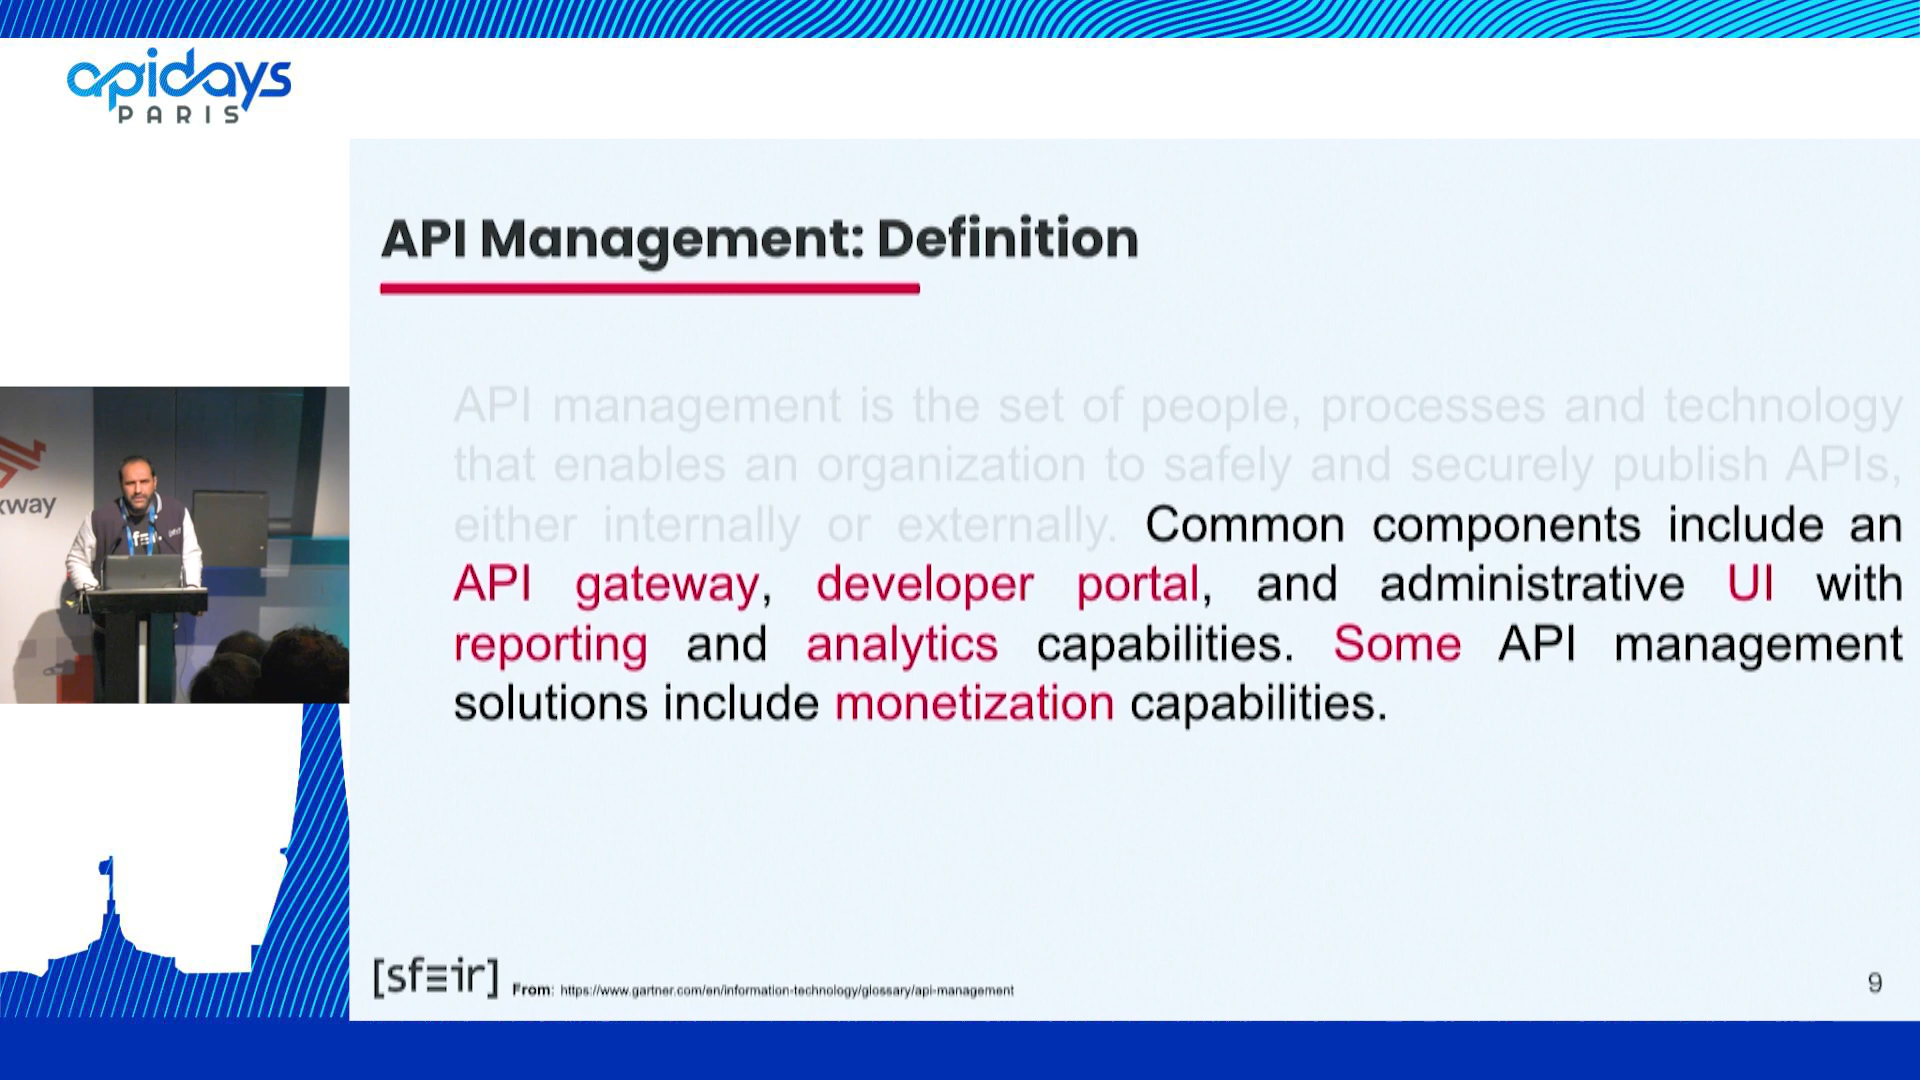 apidays
PARIS
API Management: Definition
API management is the set of people, processes and technology
that enables an organization to safely and securely publish APIs,
either internally or externally. Common components include an
API gateway, developer portal, and administrative UI with
reporting and analytics capabilities. Some API management
solutions include monetization capabilities.
xway
[sfeir] From: https://www.gartner.com/en/information-technology/glossary/api-management
9